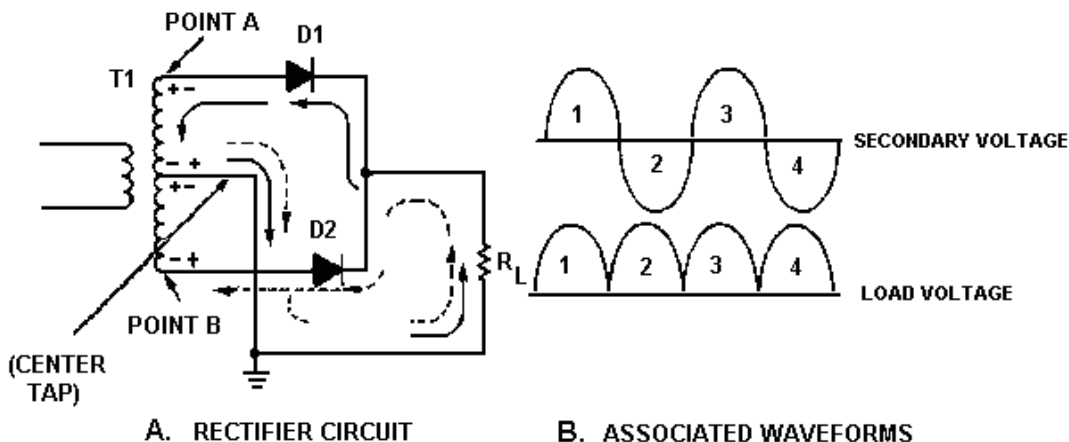 POINT A
D1
T1
+ -
- +
+ -
- +
D2
R L
POINT B
(CENTER
TAP)
A. RECTIFIER CIRCUIT
1
3
SECONDARY VOLTAGE
2
4
1 2 3 4
LOAD VOLTAGE
B. ASSOCIATED WAVEFORMS